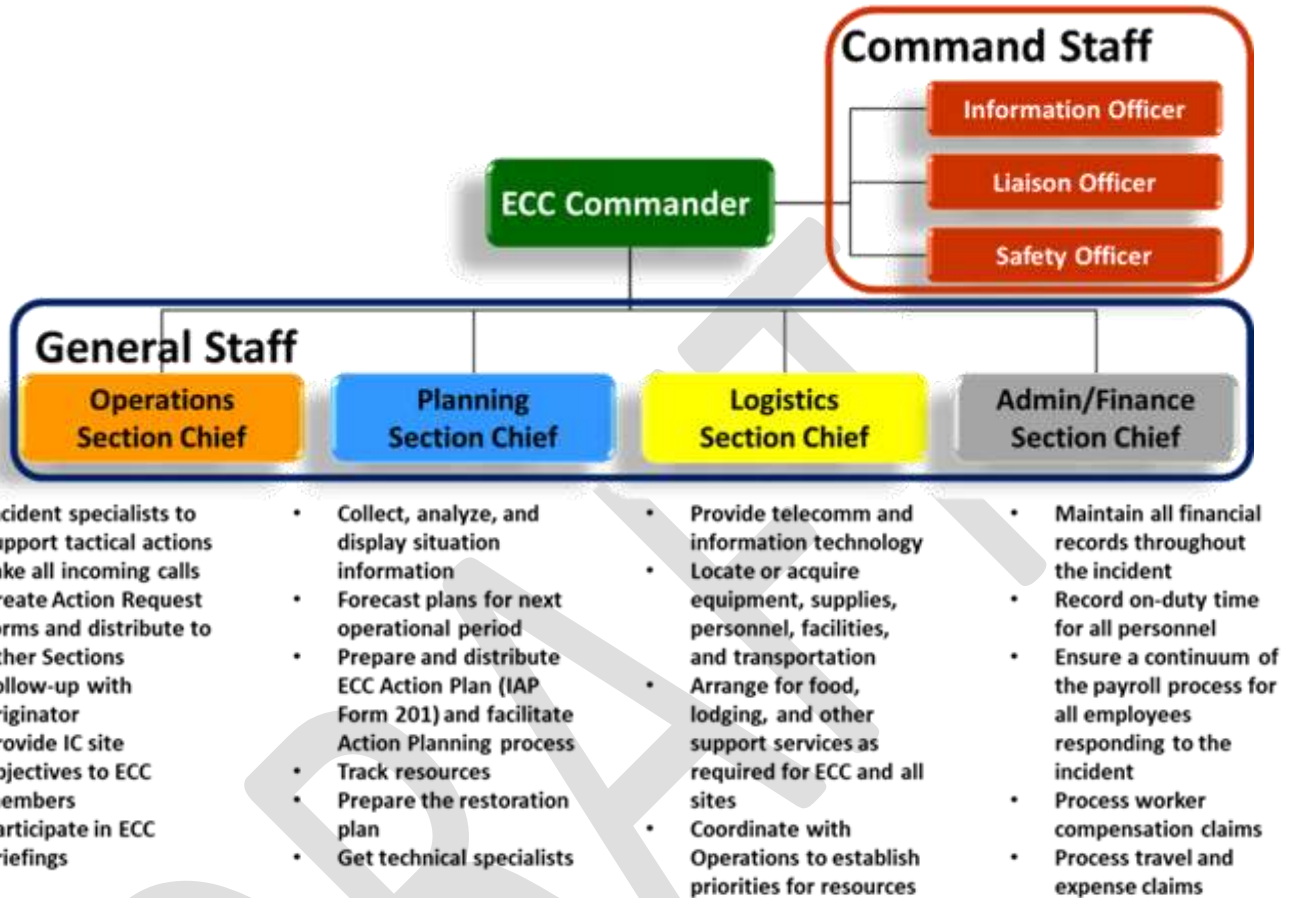 Command Staff
Information Officer
Liaison Officer
Safety Officer
ECC Commander
General Staff
Operations
Section Chief
Planning
Section Chief
Logistics
Section Chief
Admin/Finance
Section Chief
cident specialists to
upport tactical actions
ake all incoming calls
reate Action Request
orms and distribute to
ther Sections
ollow-up with
riginator
rovide IC site
bjectives to ECC
members
articipate in ECC
riefings
• Collect, analyze, and
display situation
information
• Forecast plans for next
operational period
• Prepare and distribute
ECC Action Plan (IAP
Form 201) and facilitate
Action Planning process
• Track resources
• Prepare the restoration
plan
• Get technical specialists
• Provide telecomm and
information technology
• Locate or acquire
equipment, supplies,
personnel, facilities,
and transportation
• Arrange for food,
lodging, and other
support services as
required for ECC and all
sites
• Coordinate with
Operations to establish
priorities for resources
• Maintain all financial
records throughout
the incident
• Record on-duty time
for all personnel
• Ensure a continuum of
the payroll process for
all employees
responding to the
incident
• Process worker
compensation claims
• Process travel and
expense claims
RAFT